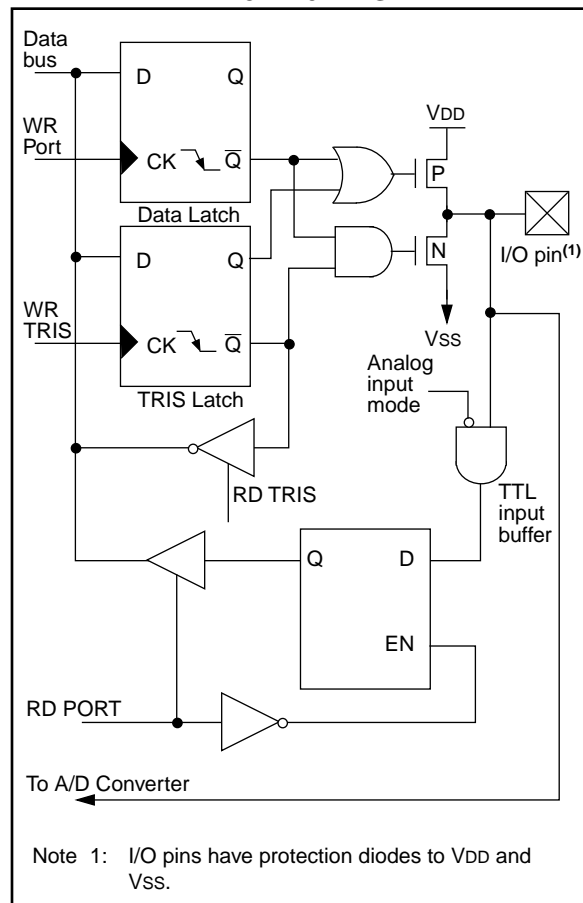 Data
bus
D Q
VDD
WR
Port
CK Q
P
Data Latch
N
I/O pin(1)
D Q
WR
TRIS
CK Q
VSS
TRIS Latch
Analog
input
mode
RD TRIS
TTL
input
buffer
Q D
EN
RD PORT
To A/D Converter
Note 1: I/O pins have protection diodes to VDD and
VSS.